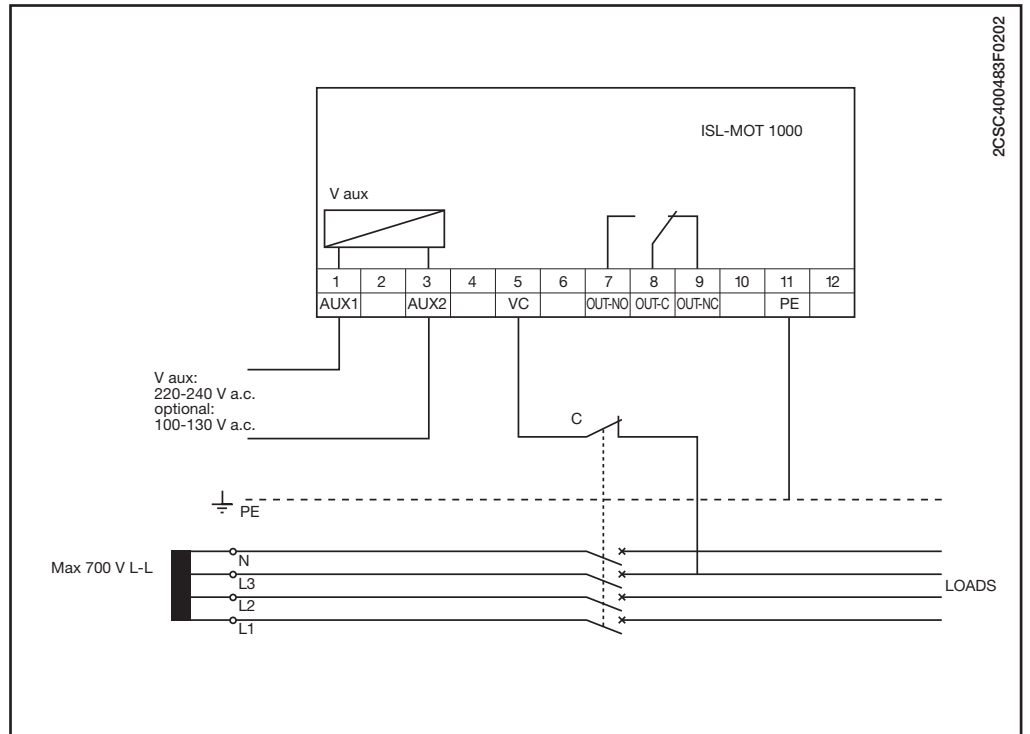 2CSC400483F0202
ISL-MOT 1000
V aux
1 2 3 4 5 6 7 8 9 10 11 12
AUX1 AUX2 VC OUT-NO OUT-C OUT-NC PE
V aux:
220-240 V a.c.
optional:
100-130 V a.c.
C
PE
Max 700 V L-L
N
L3
L2
L1
LOADS